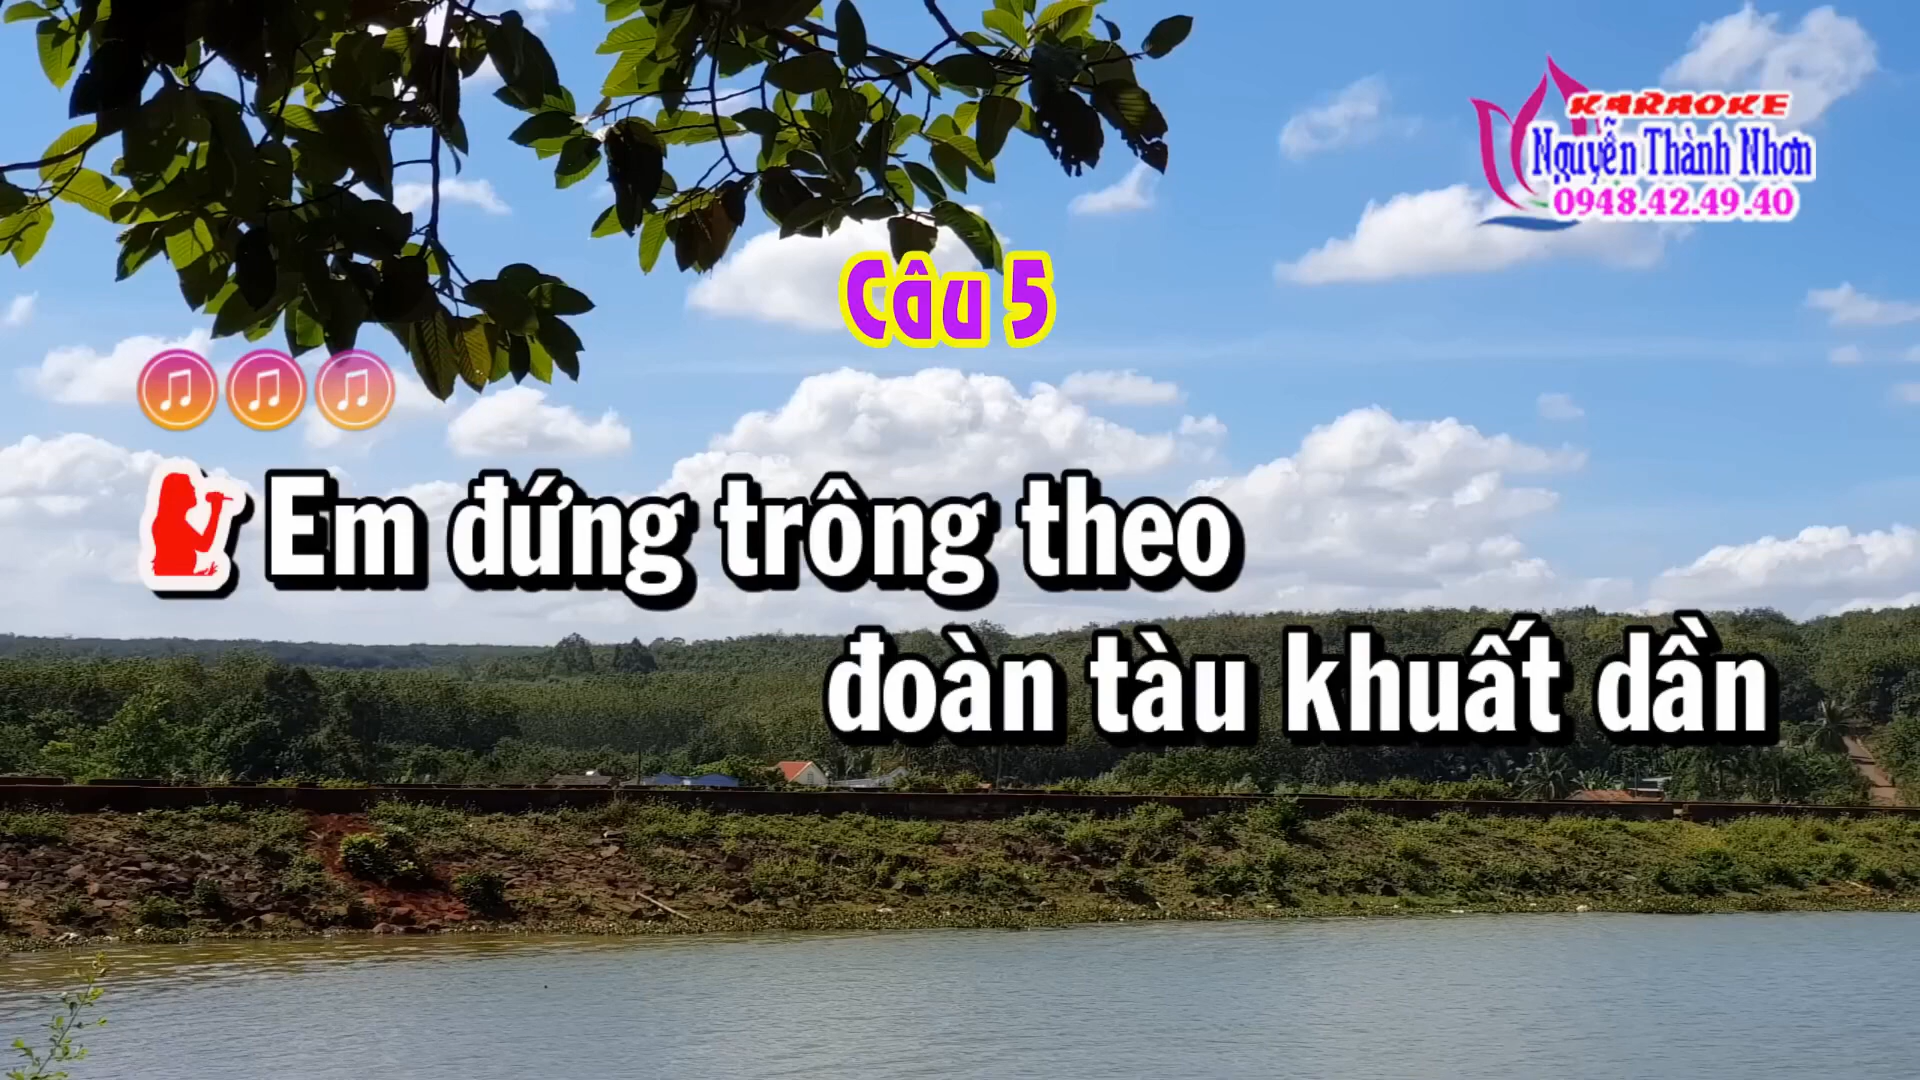 KARAOKE
Nguyễn Thành Nhơn
0948.42.49.40
Câu 5
Em đứng trông theo
đoàn tàu khuất dần